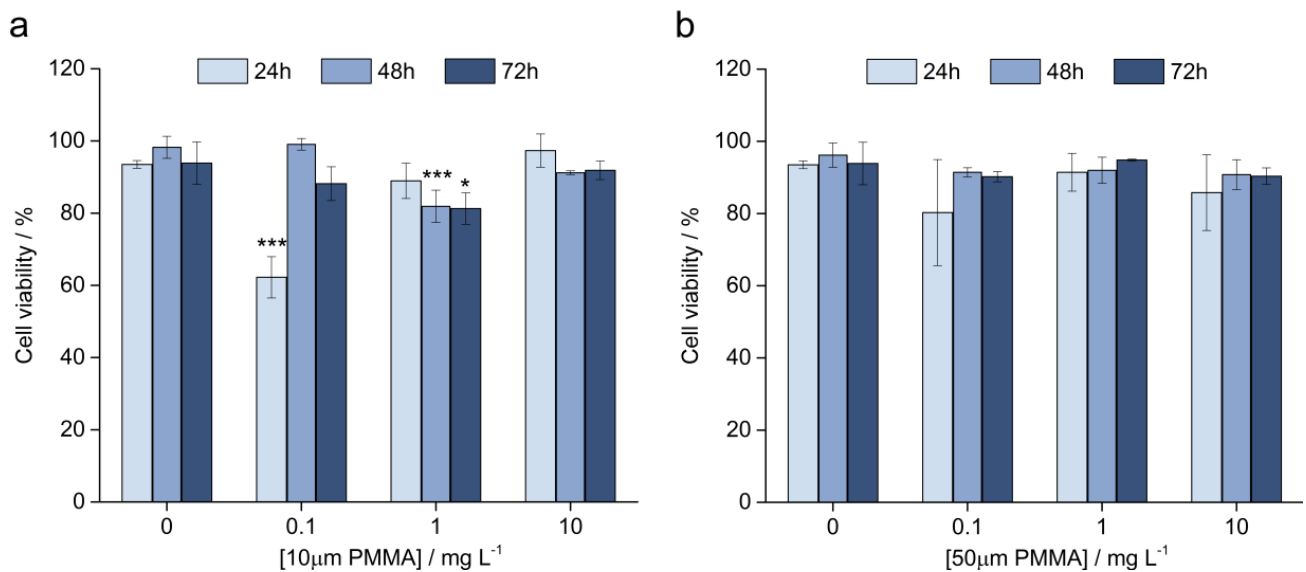 a
24h 48h 72h
120
100
80
60
40
20
0
Cell viability / %
***
*** *
0 0.1 1 10
[10μm PMMA] / mg L⁻¹
b
24h 48h 72h
120
100
80
60
40
20
0
Cell viability / %
0 0.1 1 10
[50μm PMMA] / mg L⁻¹